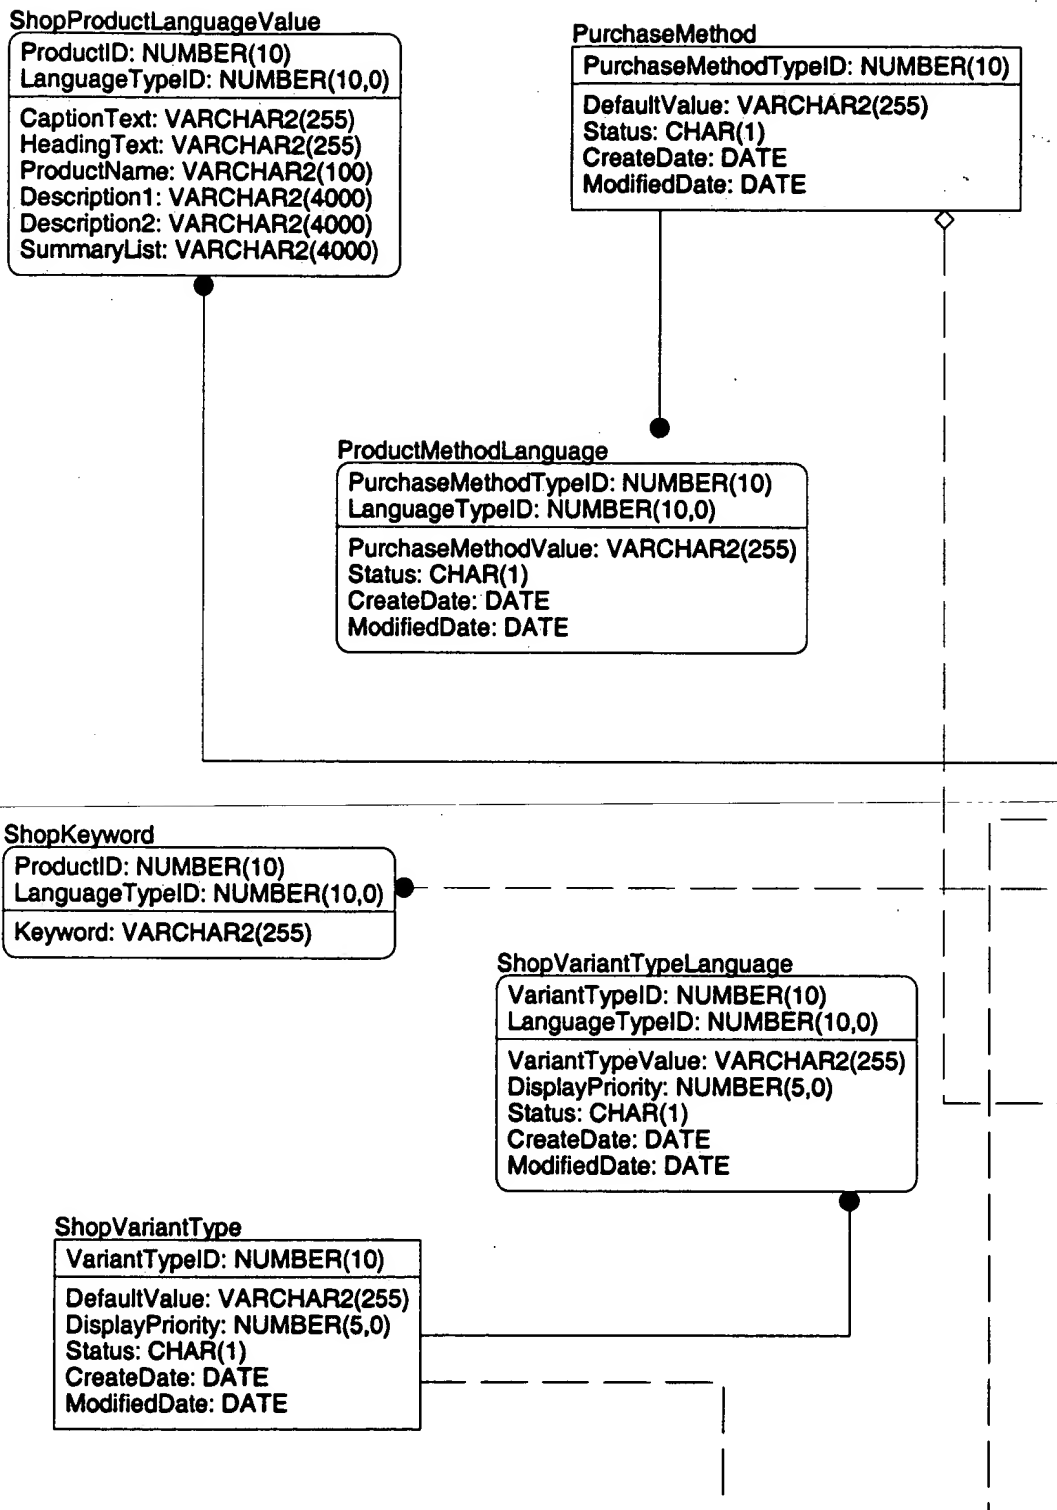 ShopProductLanguageValue
ProductID: NUMBER(10)
LanguageTypeID: NUMBER(10,0)
CaptionText: VARCHAR2(255)
HeadingText: VARCHAR2(255)
ProductName: VARCHAR2(100)
Description1: VARCHAR2(4000)
Description2: VARCHAR2(4000)
SummaryList: VARCHAR2(4000)
PurchaseMethod
PurchaseMethodTypeID: NUMBER(10)
DefaultValue: VARCHAR2(255)
Status: CHAR(1)
CreateDate: DATE
ModifiedDate: DATE
ProductMethodLanguage
PurchaseMethodTypeID: NUMBER(10)
LanguageTypeID: NUMBER(10,0)
PurchaseMethodValue: VARCHAR2(255)
Status: CHAR(1)
CreateDate: DATE
ModifiedDate: DATE
ShopKeyword
ProductID: NUMBER(10)
LanguageTypeID: NUMBER(10,0)
Keyword: VARCHAR2(255)
ShopVariantTypeLanguage
VariantTypeID: NUMBER(10)
LanguageTypeID: NUMBER(10,0)
VariantTypeValue: VARCHAR2(255)
DisplayPriority: NUMBER(5,0)
Status: CHAR(1)
CreateDate: DATE
ModifiedDate: DATE
ShopVariantType
VariantTypeID: NUMBER(10)
DefaultValue: VARCHAR2(255)
DisplayPriority: NUMBER(5,0)
Status: CHAR(1)
CreateDate: DATE
ModifiedDate: DATE